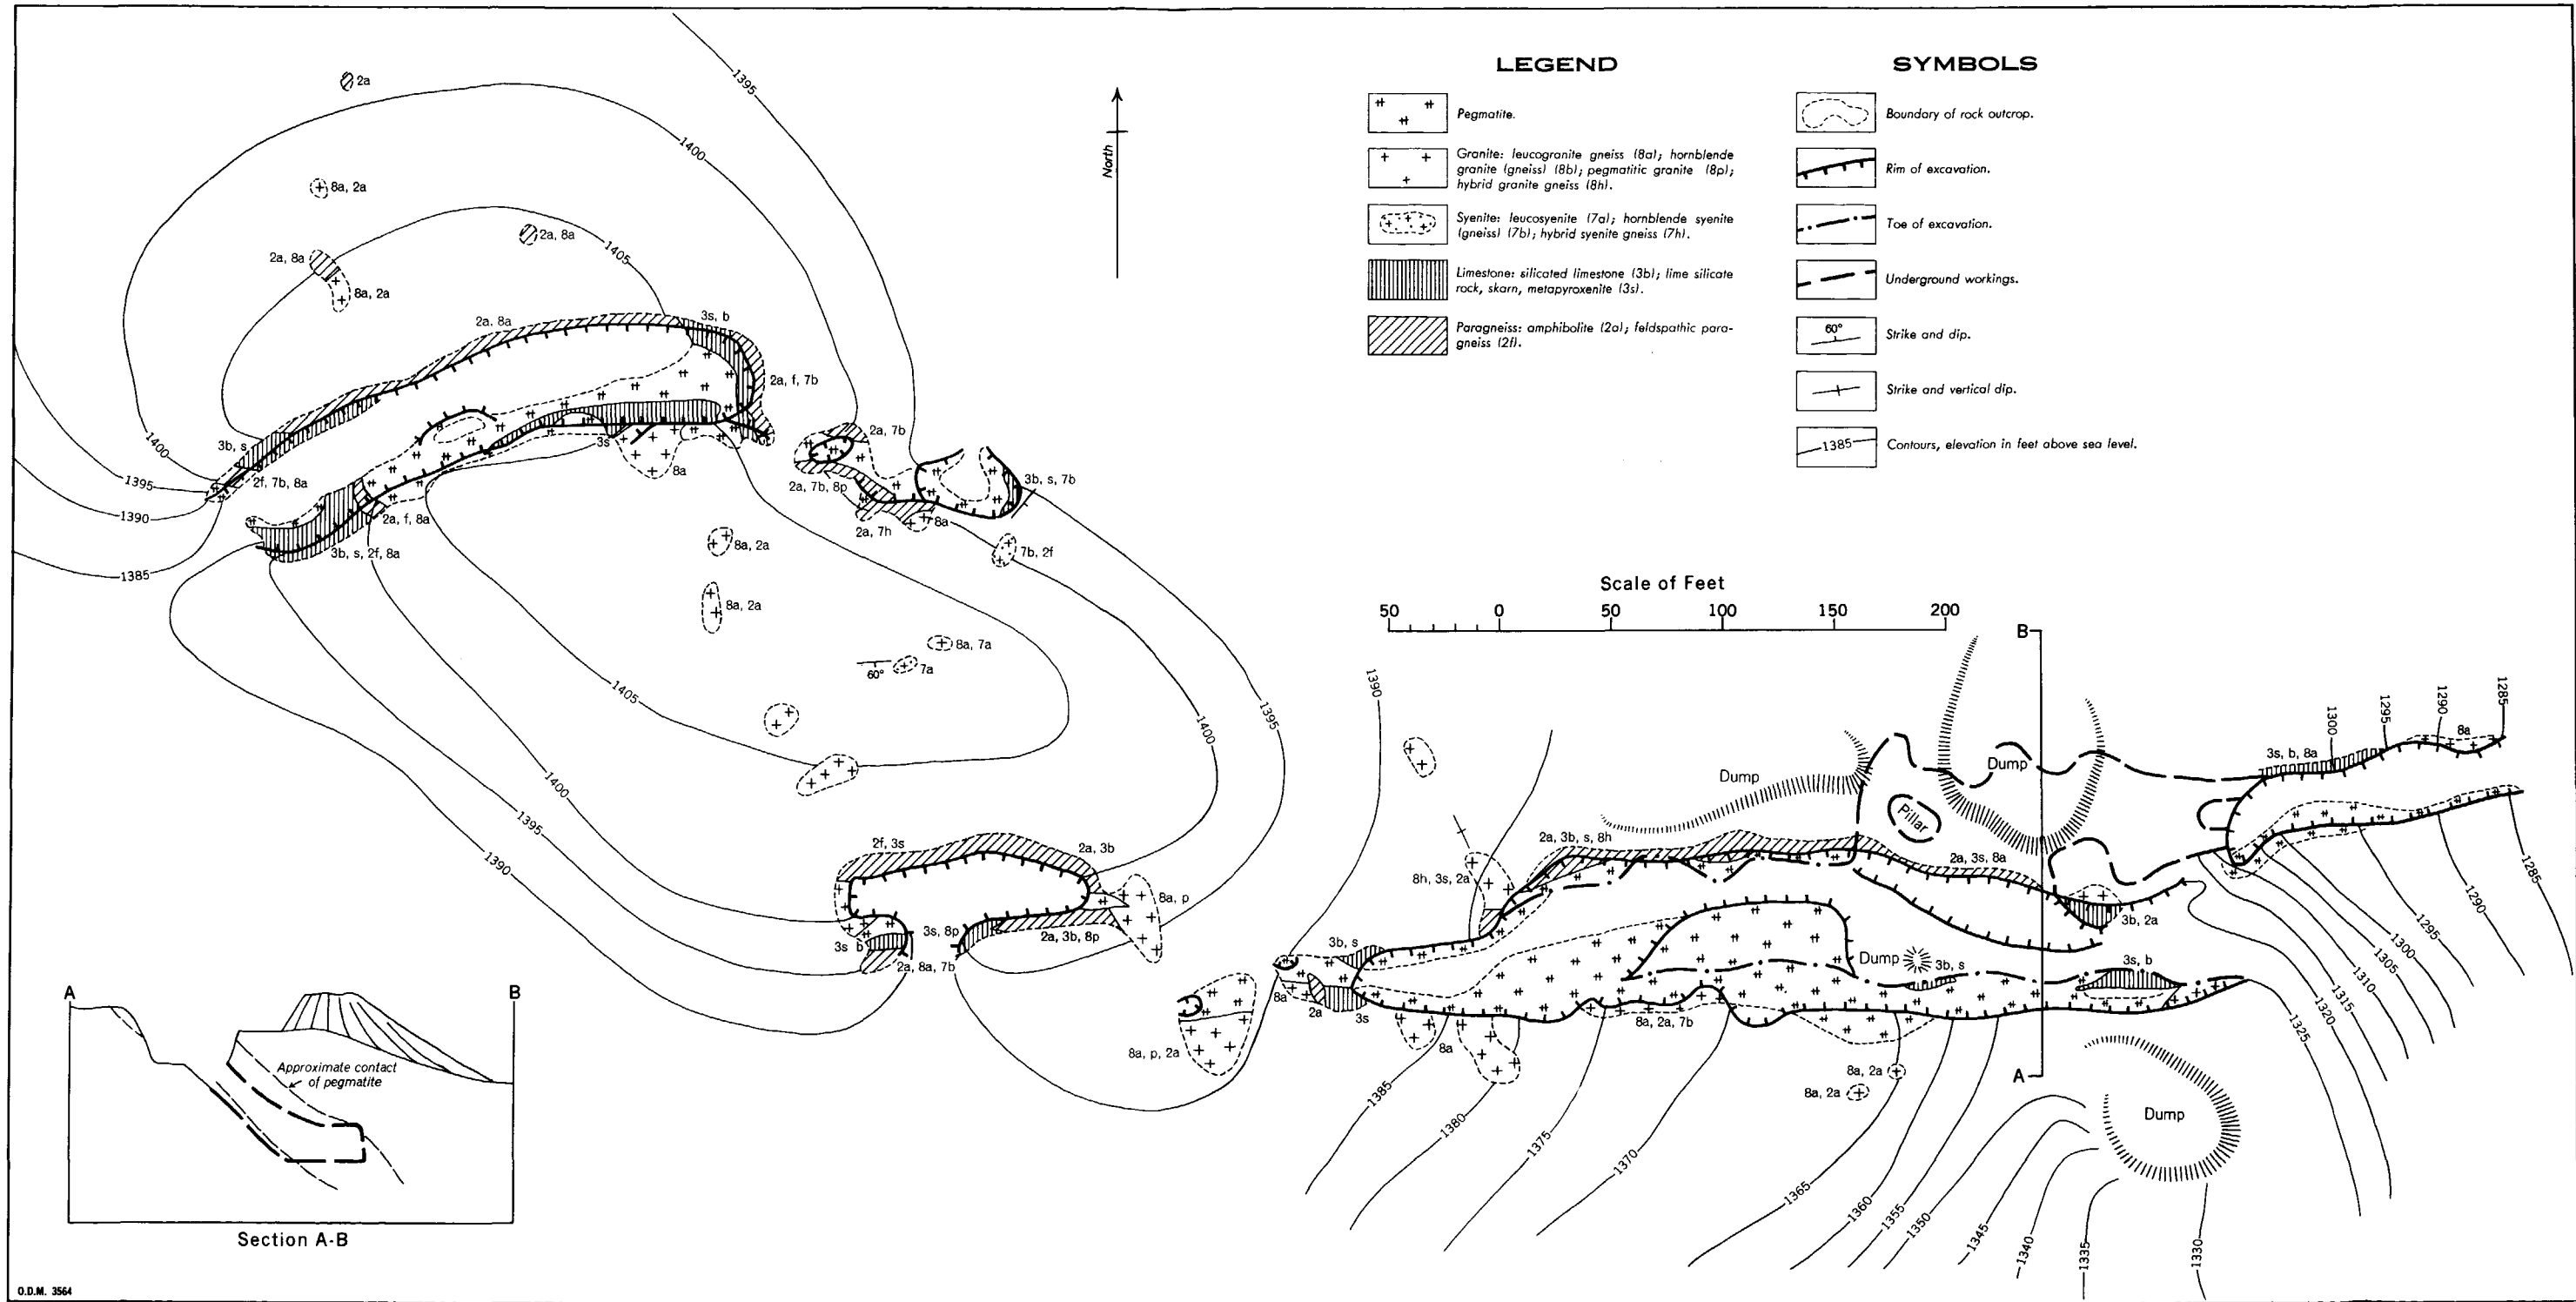 LEGEND
Pegmatite.
Granite: leucogranite gneiss (8a); hornblende
granite (gneiss) (8b); pegmatitic granite (8p);
hybrid granite gneiss (8h).
Syenite: leucosyenite (7a); hornblende syenite
(gneiss) (7b); hybrid syenite gneiss (7h).
Limestone: silicated limestone (3b); lime silicate
rock, skarn, metapyroxenite (3s).
Paragneiss: amphibolite (2a); feldspathic para-
gneiss (2f).
SYMBOLS
Boundary of rock outcrop.
Rim of excavation.
Toe of excavation.
Underground workings.
60°
Strike and dip.
Strike and vertical dip.
1385
Contours, elevation in feet above sea level.
North
1395
2a
1400
8a, 2a
2a, 8a
1405
2a, 8a
8a, 2a
2a, 8a
3s, b
2a, f, 7b
3b, s
1400
3s
8a
2a, 7b
1395
2f, 7b, 8a
2a, 7b, 8p
3b, s, 7b
1390
2a, f, 8a
8a
2a, 7h
3b, s, 2f, 8a
8a, 2a
7b, 2f
1385
8a, 2a
8a, 7a
60°
7a
1405
1400
1395
1400
1395
1390
2f, 3s
2a, 3b
8a, p
3s b
3s, 8p
2a, 3b, 8p
2a, 8a, 7b
Scale of Feet
50 0 50 100 150 200
B
1390
1300
1295
1290
1285
8a
3s, b, 8a
Dump
Dump
Pillar
2a, 3b, s, 8h
2a, 3s, 8a
8h, 3s, 2a
3b, 2a
3b, s
Dump
3b, s
3s, b
8a
2a
3s
8a
8a, 2a, 7b
8a, p, 2a
8a, 2a
8a, 2a
A
Dump
1385
1380
1375
1370
1365
1360
1355
1350
1345
1340
1335
1330
1325
1320
1315
1310
1305
1300
1295
1290
1285
A
B
Approximate contact
of pegmatite
Section A-B
O.D.M. 3564